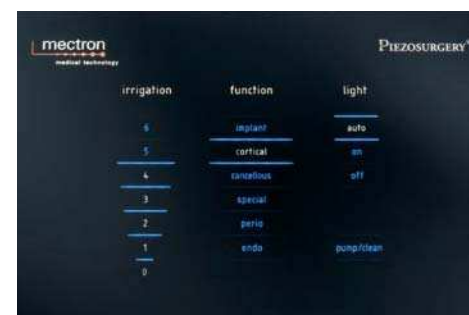 mectron
medical technology
PIEZOSURGERY®
irrigation function light
6 implant auto
5 cortical on
4 cancellous off
3 special
2 perio
1 endo pump/clean
0